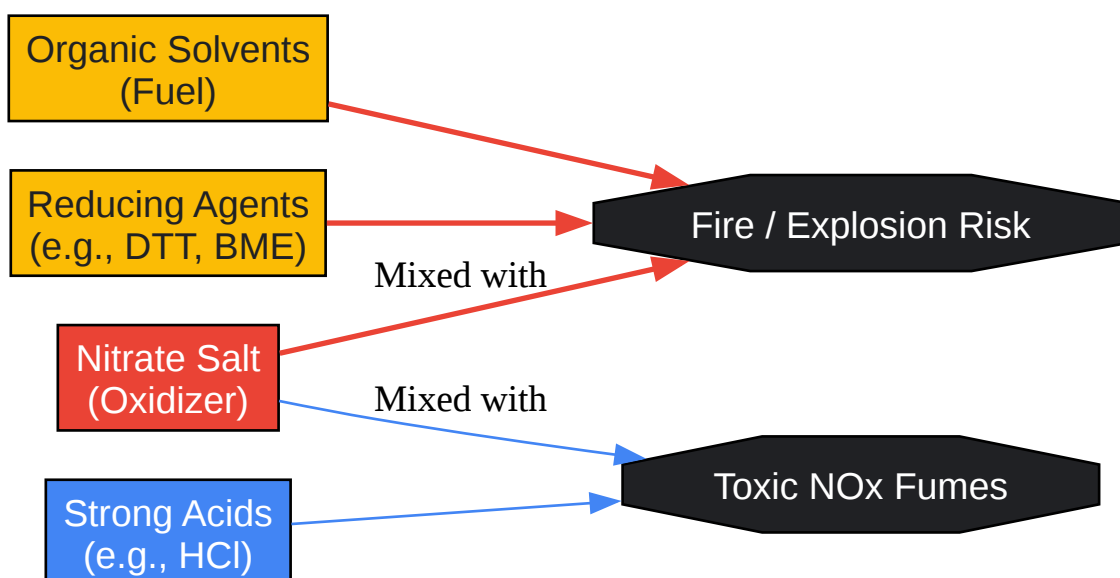 Organic Solvents
(Fuel)
Reducing Agents
(e.g., DTT, BME)
Fire / Explosion Risk
Mixed with
Nitrate Salt
(Oxidizer)
Mixed with
Strong Acids
(e.g., HCl)
Toxic NOx Fumes